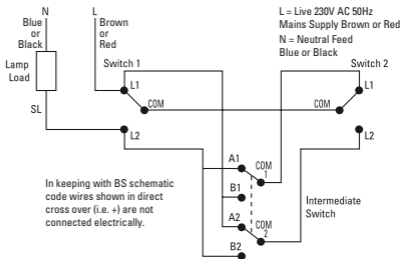 N
Blue
or
Black
L
Brown
or
Red
L = Live 230V AC 50Hz
Mains Supply Brown or Red
N = Neutral Feed
Blue or Black
Lamp
Load
Switch 1
Switch 2
L1
COM
COM
L1
SL
L2
L2
A1
COM
1
B1
A2
COM
2
B2
Intermediate
Switch
In keeping with BS schematic
code wires shown in direct
cross over (i.e. +) are not
connected electrically.